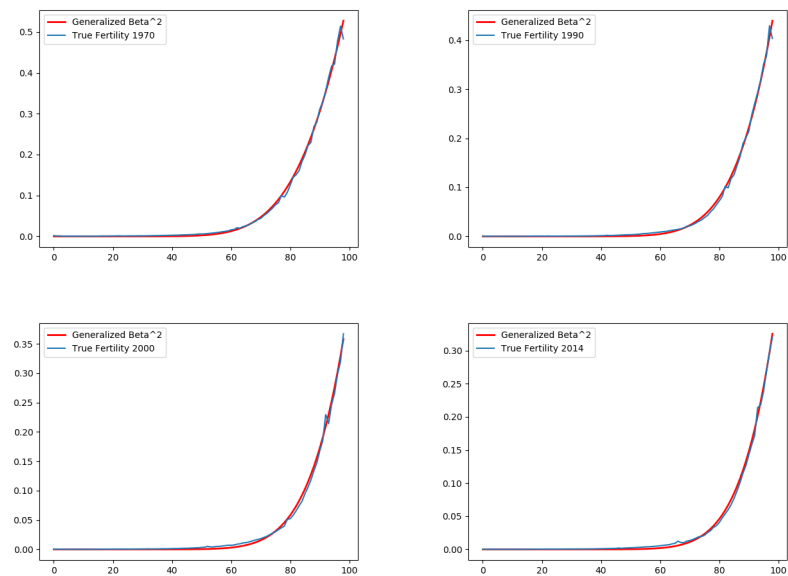 Generalized Beta^2
True Fertility 1970
0.5
0.4
0.3
0.2
0.1
0.0
0 20 40 60 80 100
Generalized Beta^2
True Fertility 1990
0.4
0.3
0.2
0.1
0.0
0 20 40 60 80 100
Generalized Beta^2
True Fertility 2000
0.35
0.30
0.25
0.20
0.15
0.10
0.05
0.00
0 20 40 60 80 100
Generalized Beta^2
True Fertility 2014
0.30
0.25
0.20
0.15
0.10
0.05
0.00
0 20 40 60 80 100